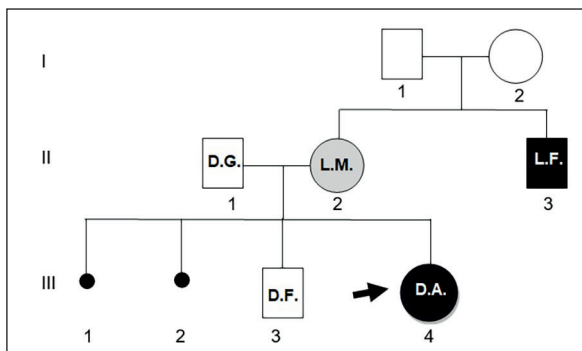 I
1 2
II
D.G. L.M. L.F.
1 2 3
III
D.F. D.A.
1 2 3 4